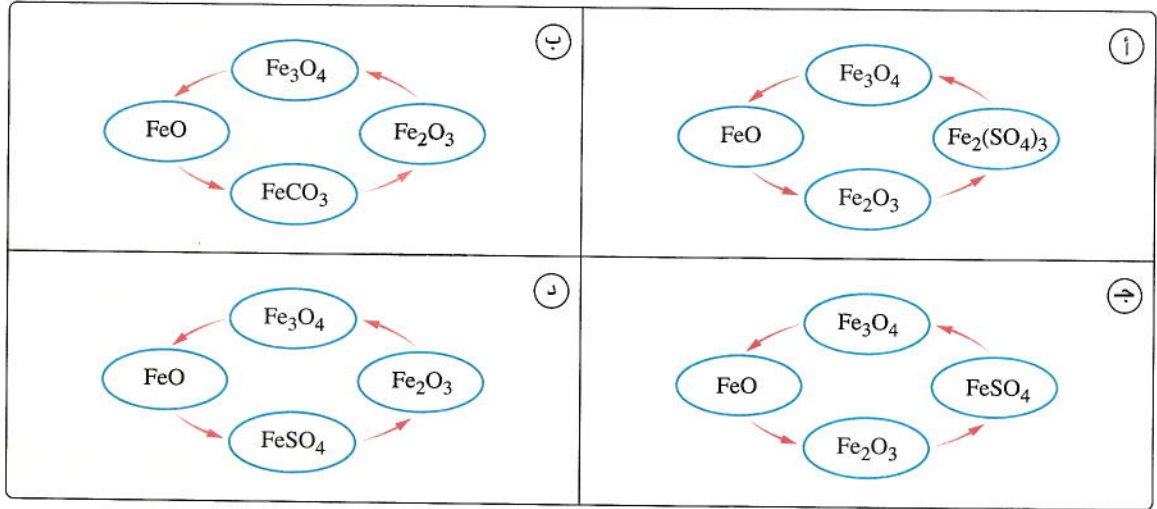 أ
Fe₃O₄
FeO
Fe₂(SO₄)₃
Fe₂O₃
ب
Fe₃O₄
FeO
Fe₂O₃
FeCO₃
جـ
Fe₃O₄
FeO
FeSO₄
Fe₂O₃
د
Fe₃O₄
FeO
Fe₂O₃
FeSO₄